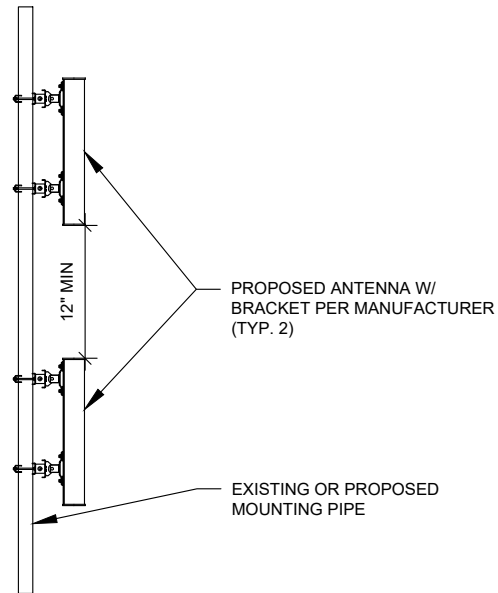 12" MIN
PROPOSED ANTENNA W/
BRACKET PER MANUFACTURER
(TYP. 2)
EXISTING OR PROPOSED
MOUNTING PIPE